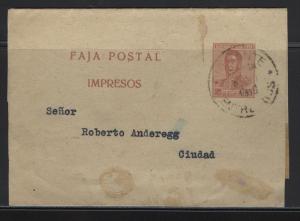 FAJA POSTAL
IMPRESOS
Señor
Roberto Anderegg
Ciudad